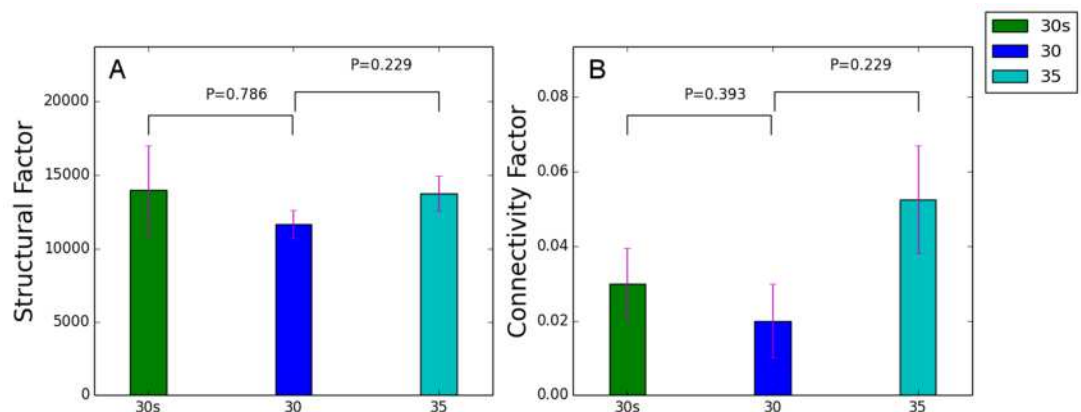 A
P=0.229
P=0.786
Structural Factor
20000
15000
10000
5000
0
30s
30
35
B
P=0.229
P=0.393
Connectivity Factor
0.08
0.06
0.04
0.02
0.00
30s
30
35
30s
30
35